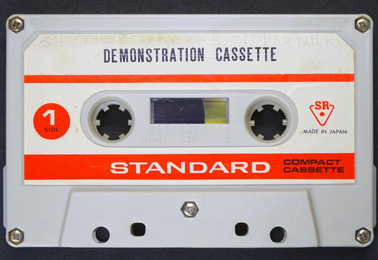 DEMONSTRATION CASSETTE
1
SIDE
SR
MADE IN JAPAN
STANDARD
COMPACT
CASSETTE